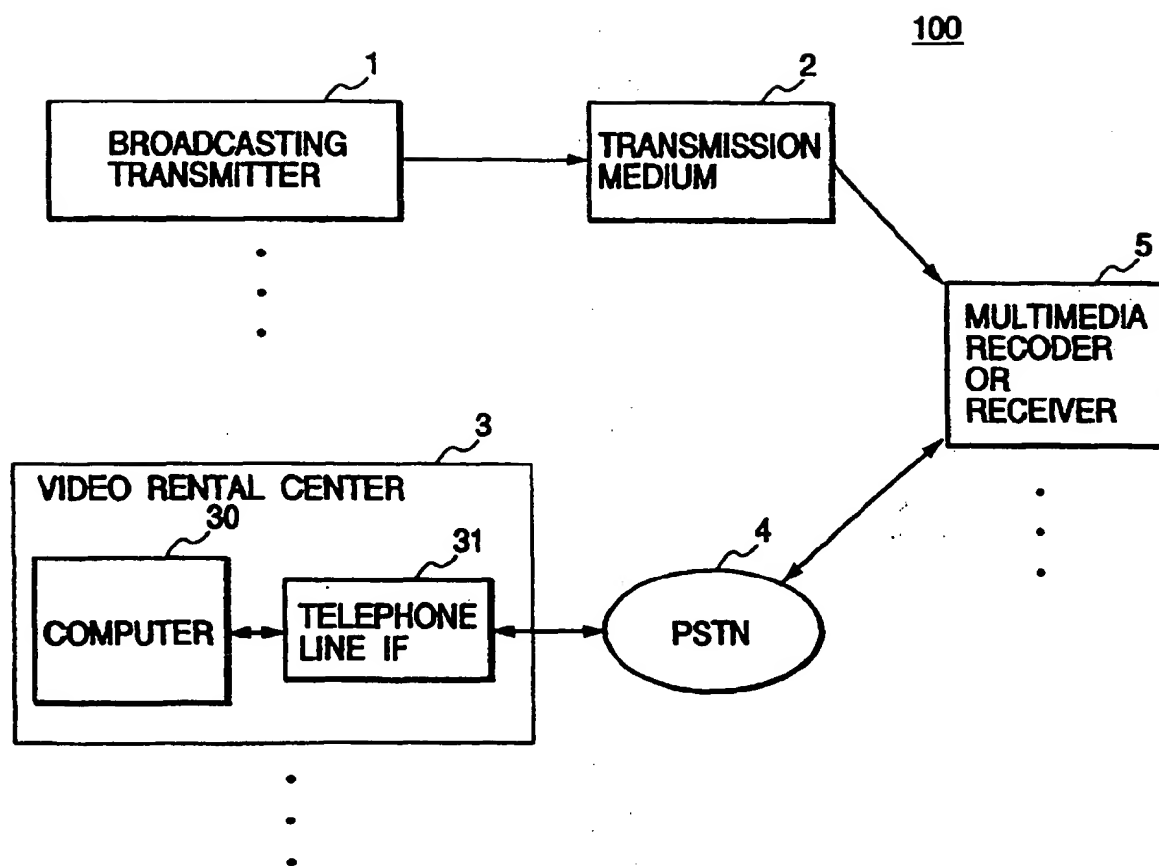 100
1
BROADCASTING
TRANSMITTER
2
TRANSMISSION
MEDIUM
5
MULTIMEDIA
RECODER
OR
RECEIVER
3
VIDEO RENTAL CENTER
30
COMPUTER
31
TELEPHONE
LINE IF
4
PSTN